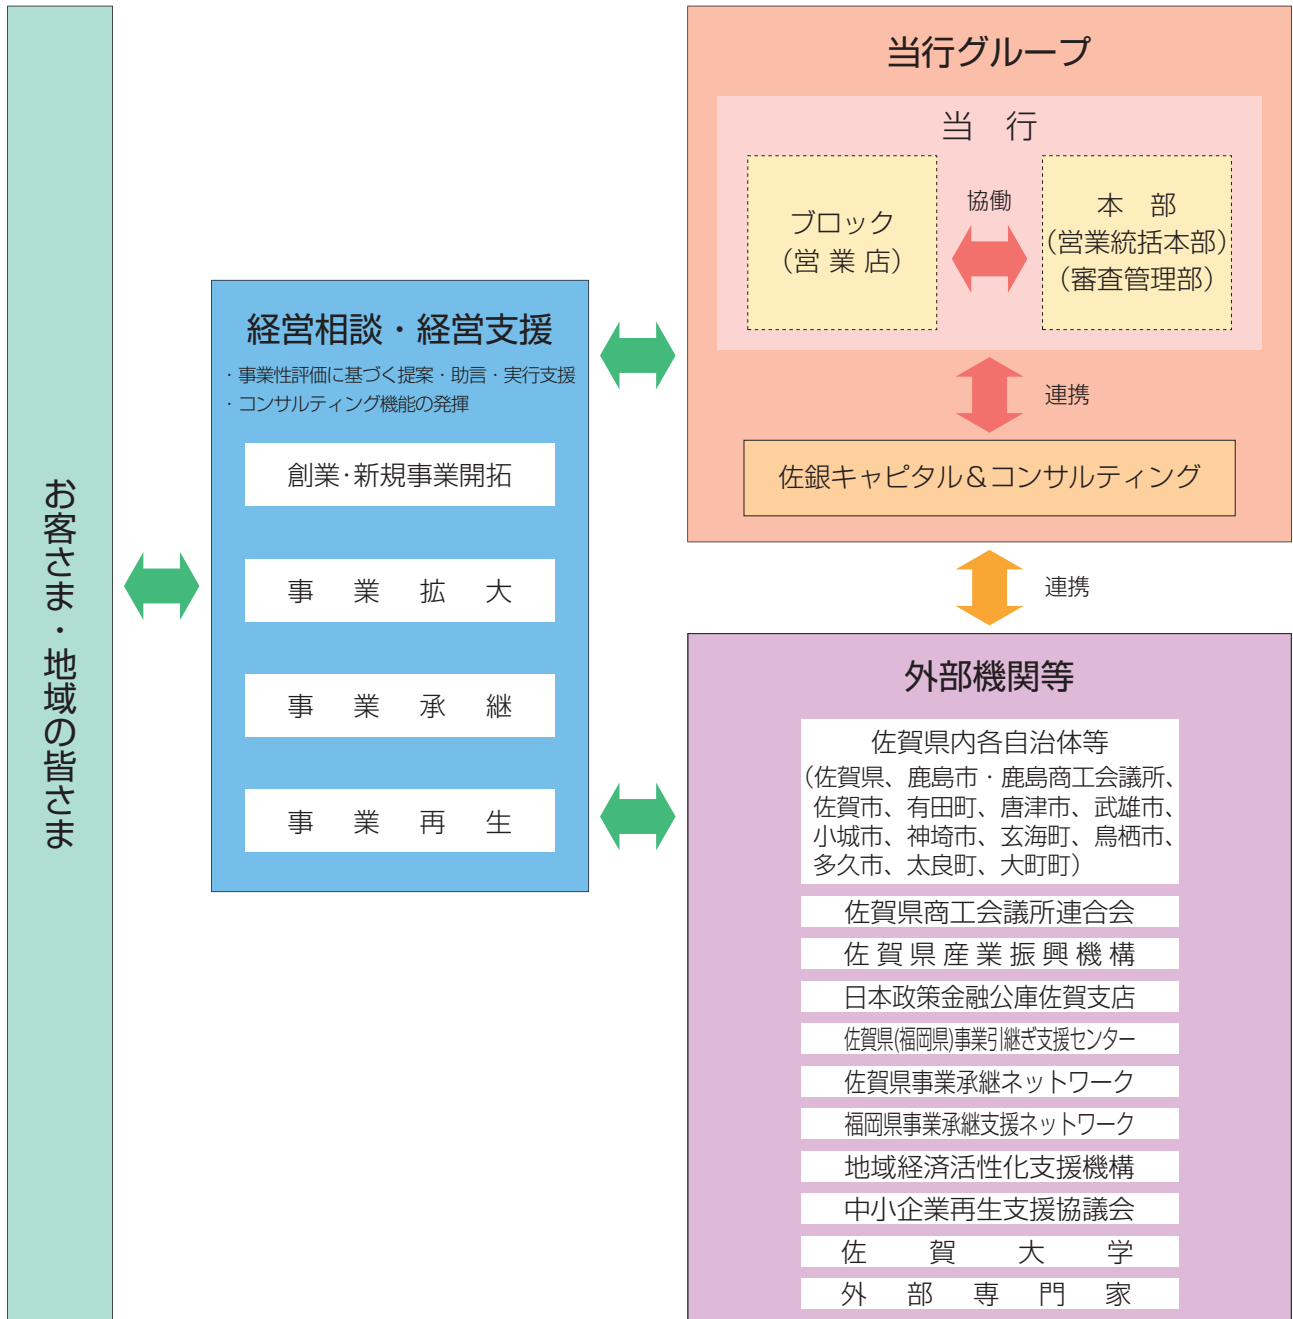 お客さま・地域の皆さま
経営相談・経営支援
・事業性評価に基づく提案・助言・実行支援
・コンサルティング機能の発揮
創業・新規事業開拓
事業拡大
事業承継
事業再生
当行グループ
当行
ブロック
（営業店）
協働
本部
（営業統括本部）
（審査管理部）
連携
佐銀キャピタル＆コンサルティング
連携
外部機関等
佐賀県内各自治体等
（佐賀県、鹿島市・鹿島商工会議所、
佐賀市、有田町、唐津市、武雄市、
小城市、神埼市、玄海町、鳥栖市、
多久市、太良町、大町町）
佐賀県商工会議所連合会
佐賀県産業振興機構
日本政策金融公庫佐賀支店
佐賀県(福岡県)事業引継ぎ支援センター
佐賀県事業承継ネットワーク
福岡県事業承継支援ネットワーク
地域経済活性化支援機構
中小企業再生支援協議会
佐賀大学
外部専門家